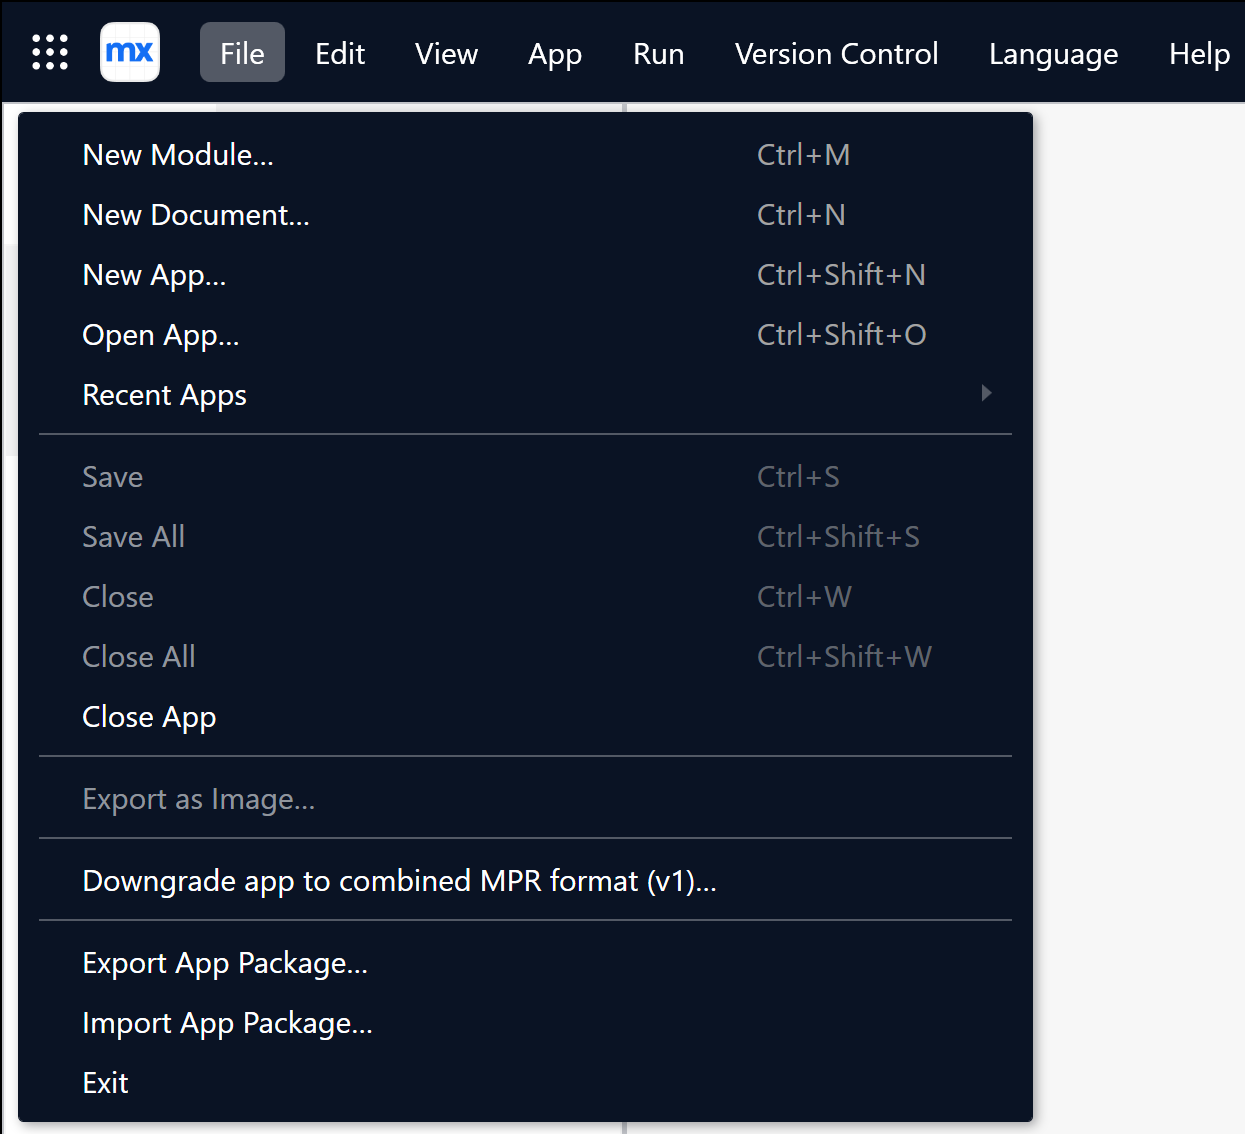 mx File Edit View App Run Version Control Language Help
New Module... Ctrl+M
New Document... Ctrl+N
New App... Ctrl+Shift+N
Open App... Ctrl+Shift+O
Recent Apps
Save Ctrl+S
Save All Ctrl+Shift+S
Close Ctrl+W
Close All Ctrl+Shift+W
Close App
Export as Image...
Downgrade app to combined MPR format (v1)...
Export App Package...
Import App Package...
Exit